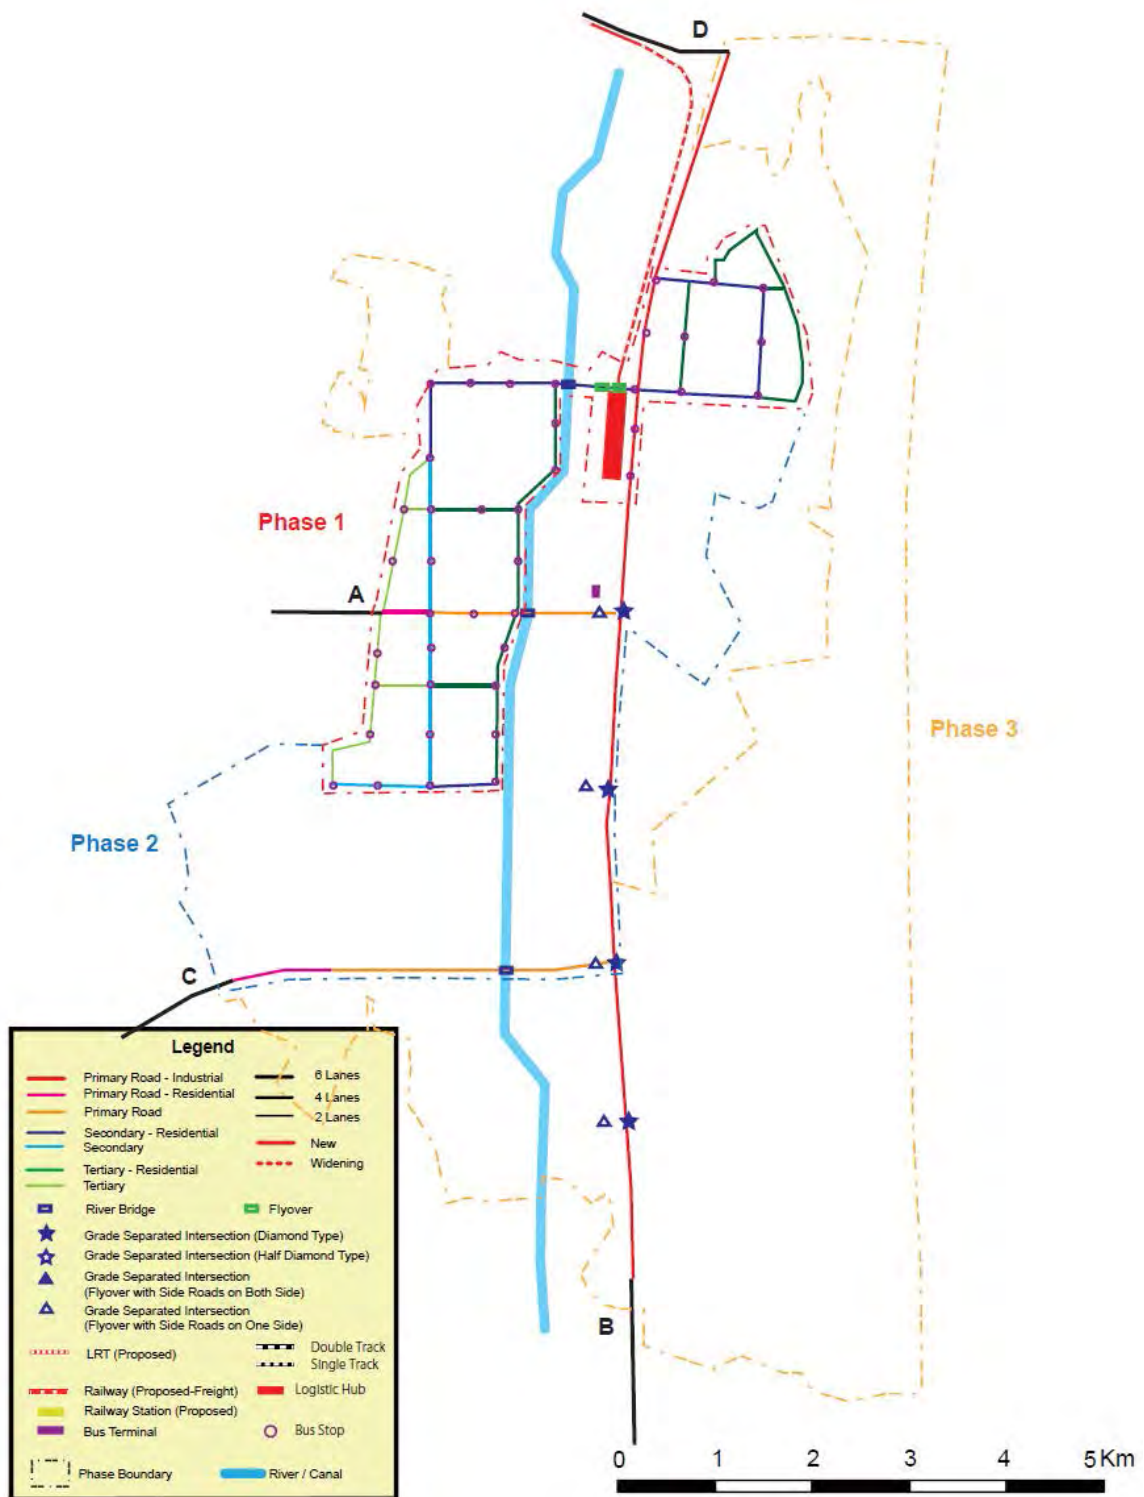 D
Phase 1
A
Phase 3
Phase 2
C
B
Legend
Primary Road - Industrial
Primary Road - Residential
Primary Road
Secondary - Residential
Secondary
Tertiary - Residential
Tertiary
6 Lanes
4 Lanes
2 Lanes
New
Widening
River Bridge
Flyover
Grade Separated Intersection (Diamond Type)
Grade Separated Intersection (Half Diamond Type)
Grade Separated Intersection
(Flyover with Side Roads on Both Side)
Grade Separated Intersection
(Flyover with Side Roads on One Side)
LRT (Proposed)
Double Track
Single Track
Railway (Proposed-Freight)
Logistic Hub
Railway Station (Proposed)
Bus Terminal
Bus Stop
Phase Boundary
River / Canal
0 1 2 3 4 5 Km